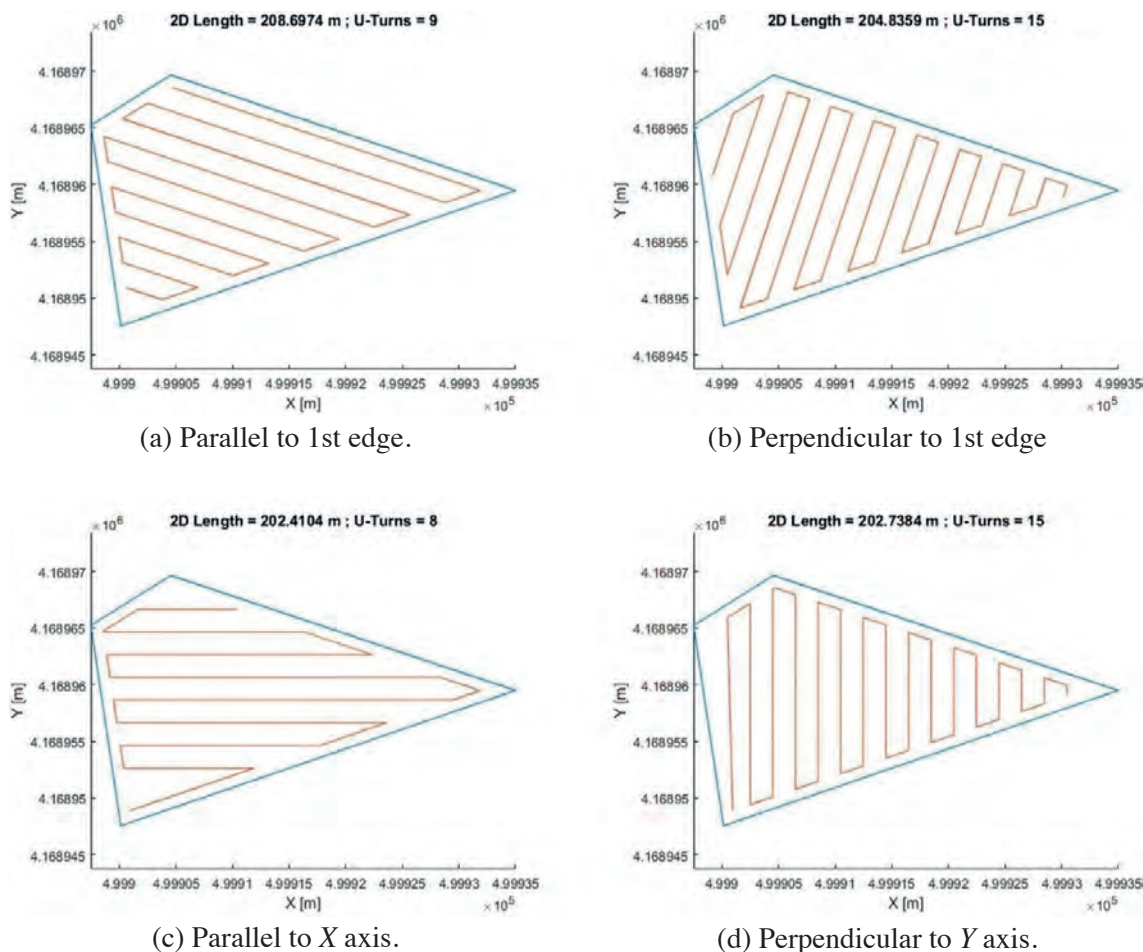 2D Length = 208.6974 m ; U-Turns = 9
× 10⁶
4.16897
4.168965
4.16896
4.168955
4.16895
4.168945
Y [m]
4.999 4.99905 4.9991 4.99915 4.9992 4.99925 4.9993 4.99935
X [m]
× 10⁵
(a) Parallel to 1st edge.
2D Length = 204.8359 m ; U-Turns = 15
× 10⁶
4.16897
4.168965
4.16896
4.168955
4.16895
4.168945
Y [m]
4.999 4.99905 4.9991 4.99915 4.9992 4.99925 4.9993 4.99935
X [m]
× 10⁵
(b) Perpendicular to 1st edge
2D Length = 202.4104 m ; U-Turns = 8
× 10⁶
4.16897
4.168965
4.16896
4.168955
4.16895
4.168945
Y [m]
4.999 4.99905 4.9991 4.99915 4.9992 4.99925 4.9993 4.99935
X [m]
× 10⁵
(c) Parallel to X axis.
2D Length = 202.7384 m ; U-Turns = 15
× 10⁶
4.16897
4.168965
4.16896
4.168955
4.16895
4.168945
Y [m]
4.999 4.99905 4.9991 4.99915 4.9992 4.99925 4.9993 4.99935
X [m]
× 10⁵
(d) Perpendicular to Y axis.